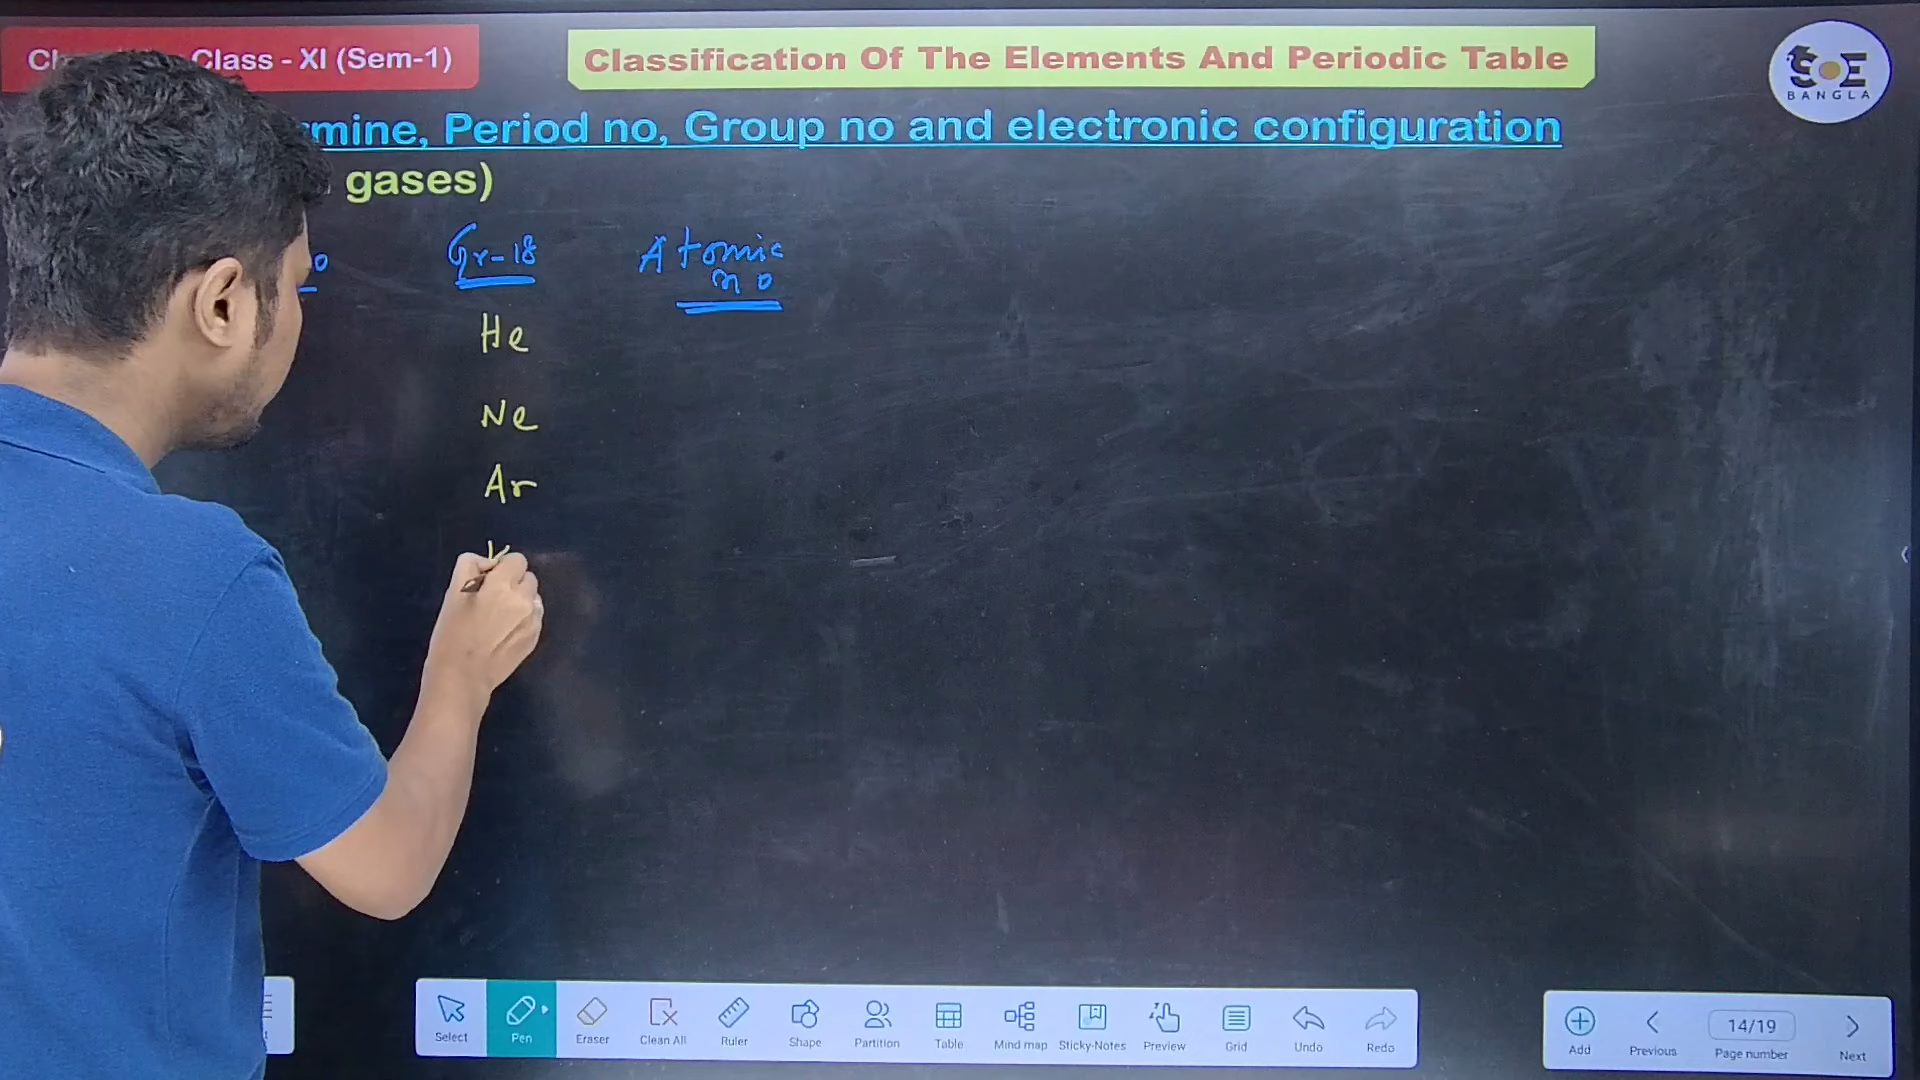 Class - XI (Sem-1)
Classification Of The Elements And Periodic Table
SOE
BANGLA
mine, Period no, Group no and electronic configuration
gases)
Gr-18
Atomic
no
He
Ne
Ar
Select
Pen
Eraser
Clean All
Ruler
Shape
Partition
Table
Mind map
Sticky-Notes
Preview
Grid
Undo
Redo
Add
Previous
14/19
Page number
Next